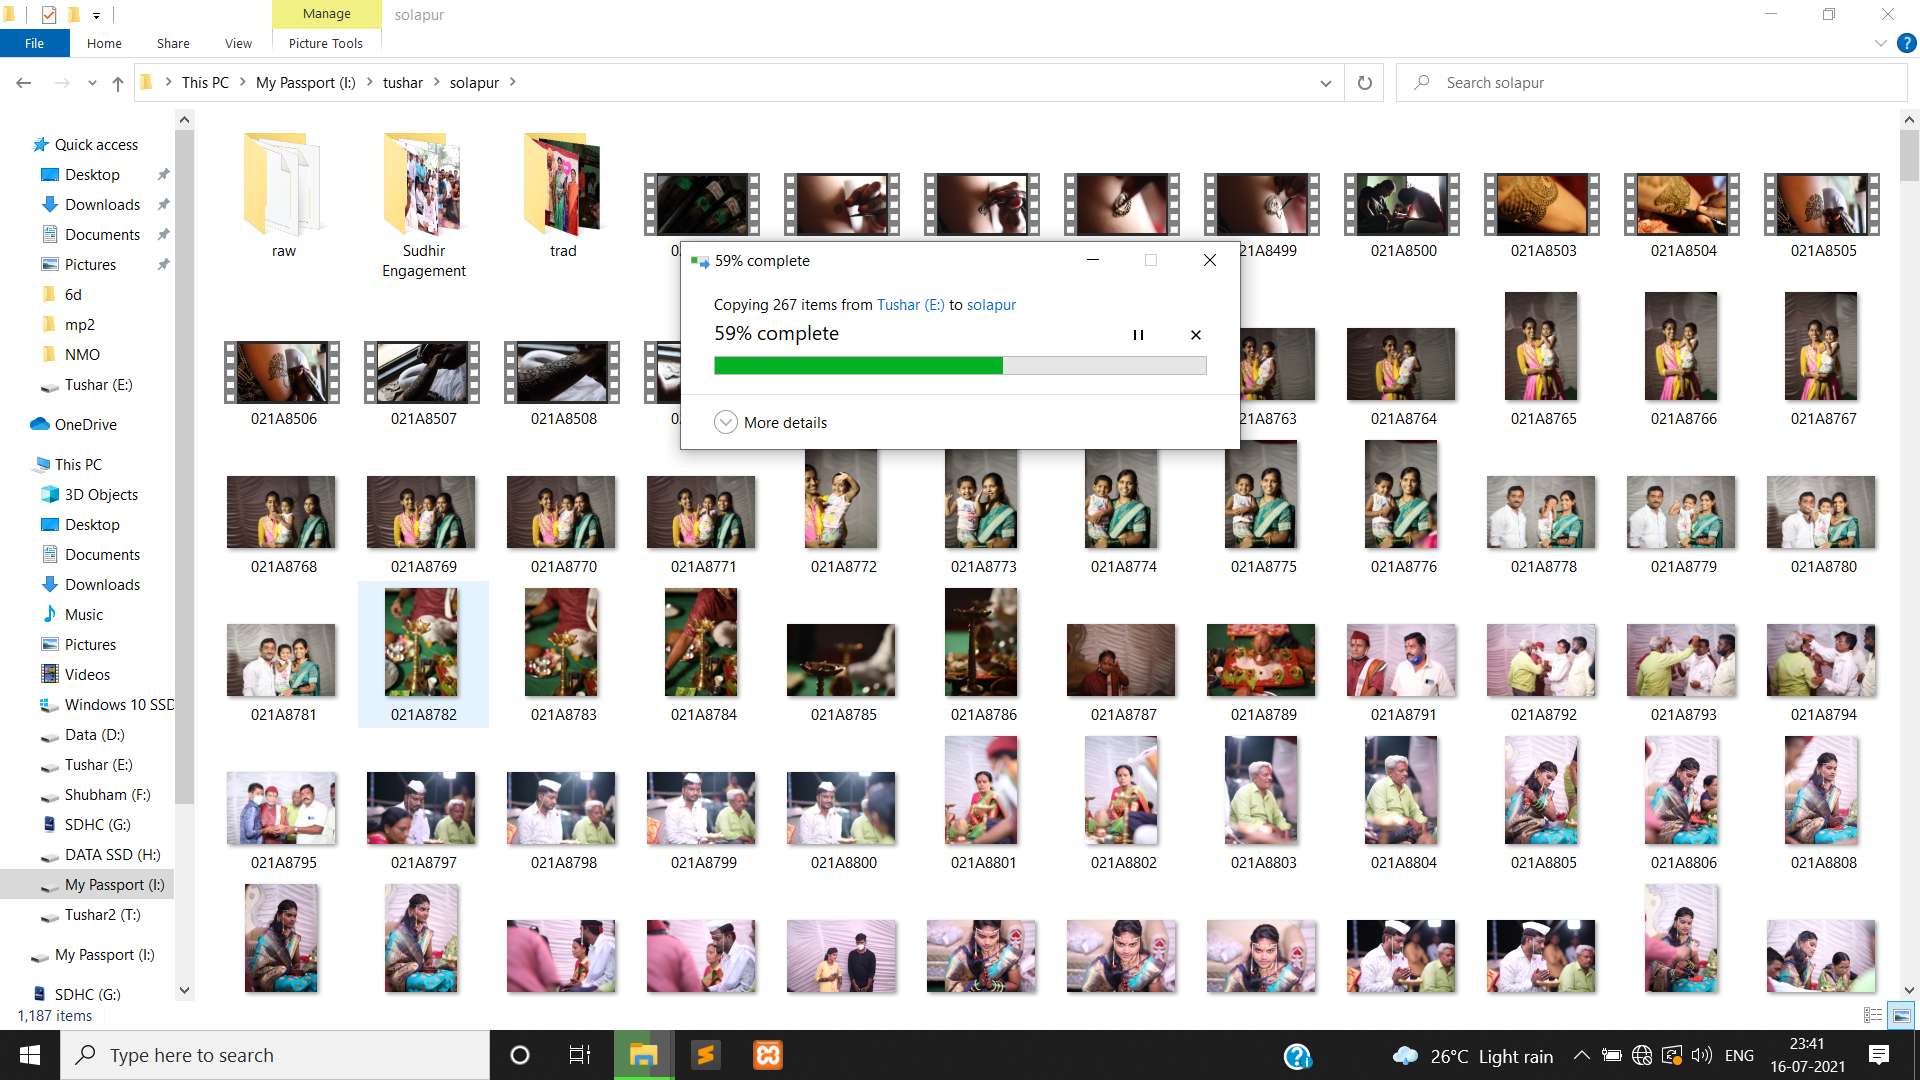 Manage
solapur
File
Home
Share
View
Picture Tools
This PC
My Passport (I:)
tushar
solapur
Search solapur
Quick access
Desktop
Downloads
Documents
Pictures
6d
mp2
NMO
Tushar (E:)
OneDrive
This PC
3D Objects
Desktop
Documents
Downloads
Music
Pictures
Videos
Windows 10 SSD
Data (D:)
Tushar (E:)
Shubham (F:)
SDHC (G:)
DATA SSD (H:)
My Passport (I:)
Tushar2 (T:)
My Passport (I:)
SDHC (G:)
1,187 items
raw
Sudhir
Engagement
trad
021A8500
021A8503
021A8504
021A8505
59% complete
Copying 267 items from Tushar (E:) to solapur
59% complete
More details
021A8506
021A8507
021A8508
021A8764
021A8765
021A8766
021A8767
021A8768
021A8769
021A8770
021A8771
021A8772
021A8773
021A8774
021A8775
021A8776
021A8778
021A8779
021A8780
021A8781
021A8782
021A8783
021A8784
021A8785
021A8786
021A8787
021A8789
021A8791
021A8792
021A8793
021A8794
021A8795
021A8797
021A8798
021A8799
021A8800
021A8801
021A8802
021A8803
021A8804
021A8805
021A8806
021A8808
Type here to search
26°C Light rain
ENG
23:41
16-07-2021